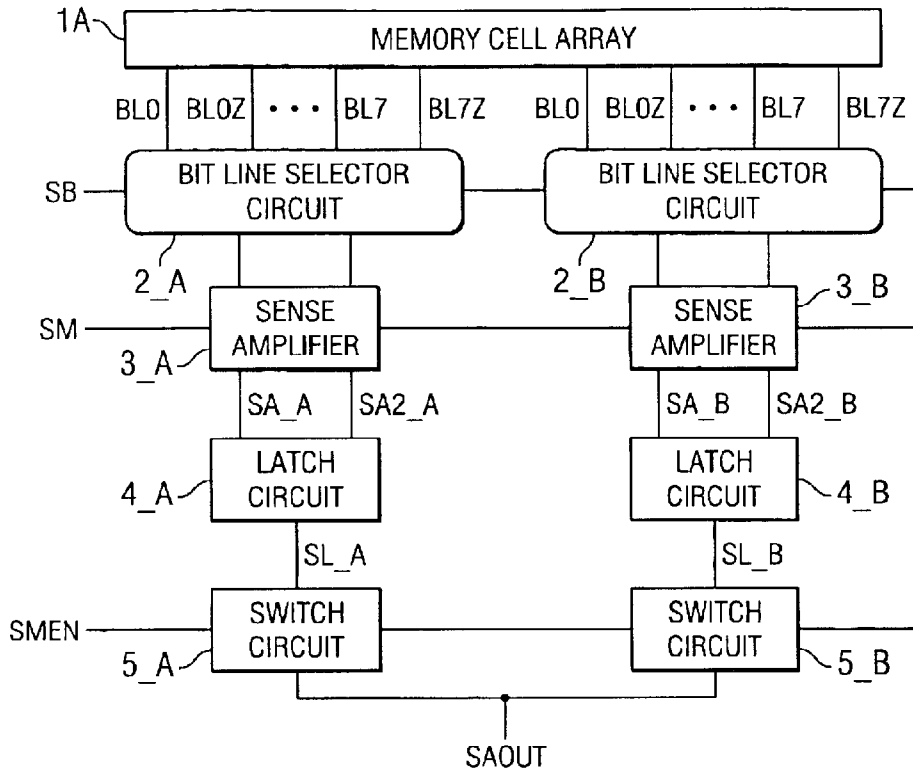 1A
MEMORY CELL ARRAY
BL0 BL0Z ••• BL7 BL7Z BL0 BL0Z ••• BL7 BL7Z
SB
BIT LINE SELECTOR
CIRCUIT
BIT LINE SELECTOR
CIRCUIT
2_A
2_B
SM
SENSE
AMPLIFIER
3_A
SENSE
AMPLIFIER
3_B
SA_A SA2_A SA_B SA2_B
LATCH
CIRCUIT
4_A
LATCH
CIRCUIT
4_B
SL_A SL_B
SMEN
SWITCH
CIRCUIT
5_A
SWITCH
CIRCUIT
5_B
SAOUT